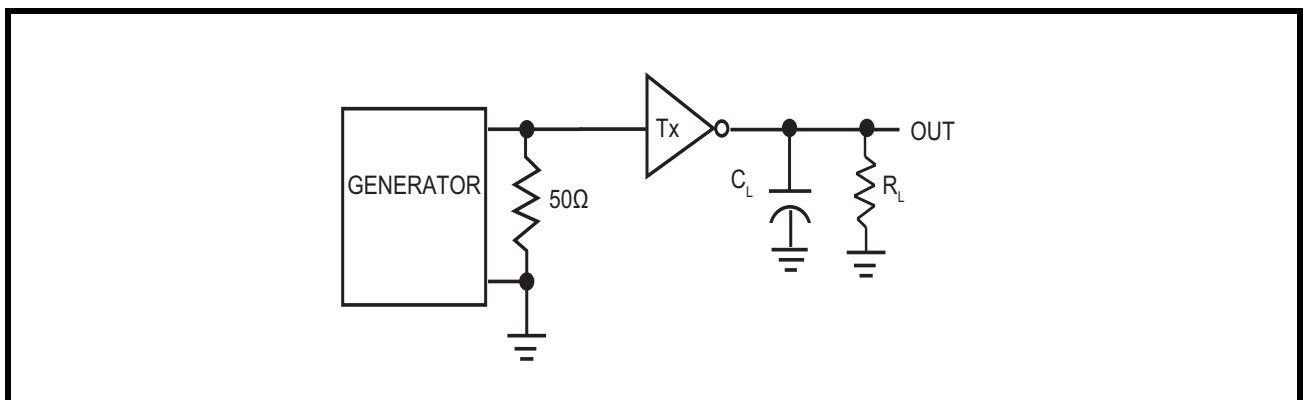 Tx
OUT
GENERATOR
50Ω
C_L
R_L